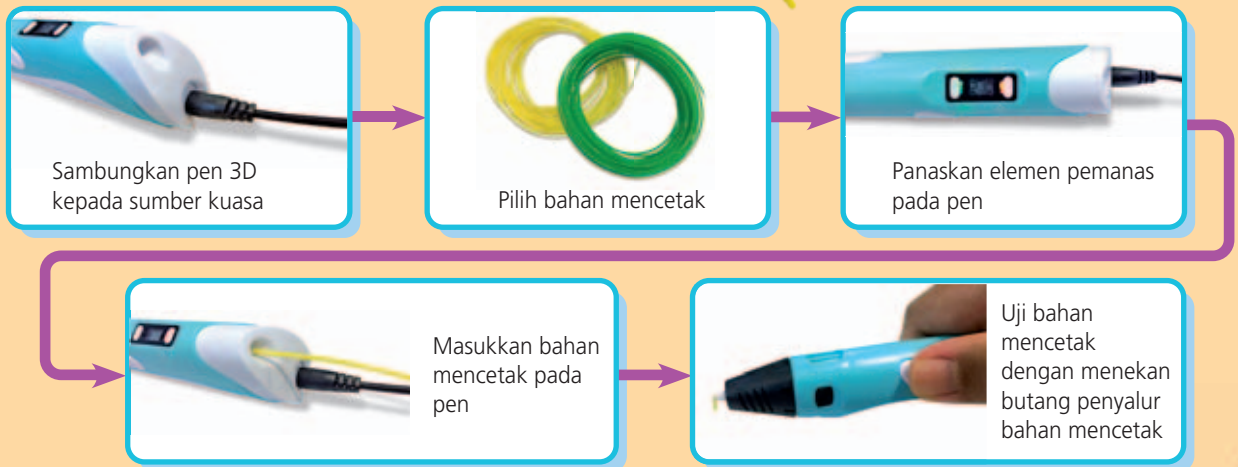 Sambungkan pen 3D
kepada sumber kuasa
Pilih bahan mencetak
Panaskan elemen pemanas
pada pen
Masukkan bahan
mencetak pada
pen
Uji bahan
mencetak
dengan menekan
butang penyalur
bahan mencetak